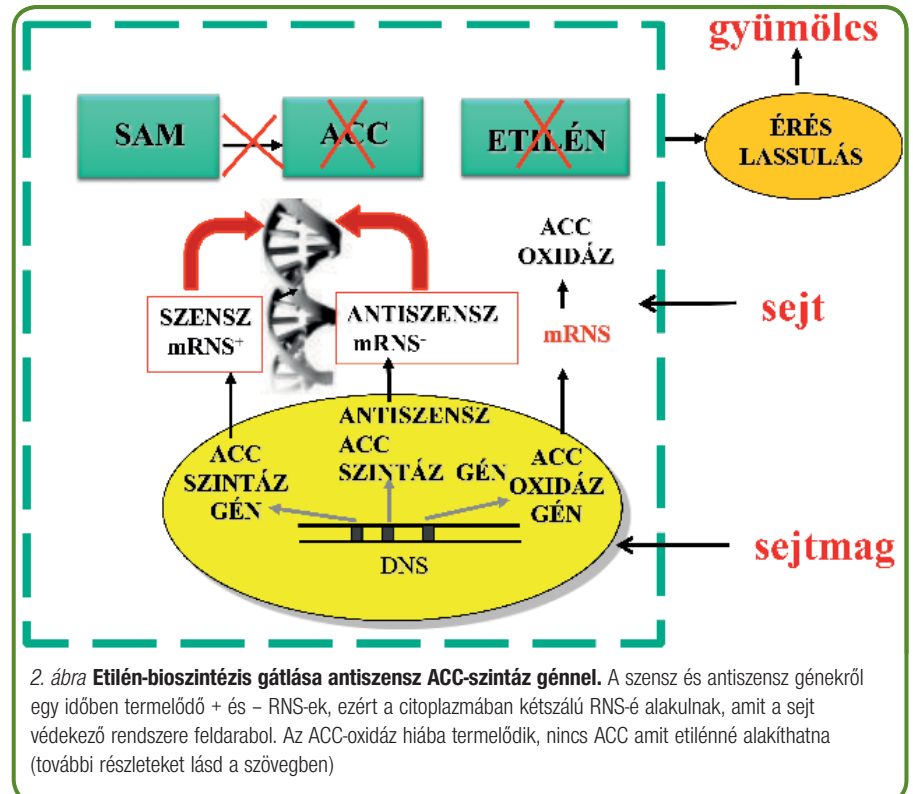 gyümölcs
SAM
ACC
ETILÉN
ÉRÉS
LASSULÁS
ACC
OXIDÁZ
SZENSZ
mRNS+
ANTISZENSZ
mRNS-
mRNS
sejt
ANTISZENSZ
ACC
SZINTÁZ GÉN
ACC
SZINTÁZ
GÉN
ACC
OXIDÁZ
GÉN
DNS
sejtmag
2. ábra Etilén-bioszintézis gátlása antiszensz ACC-szintáz génnel. A szensz és antiszensz génekről
egy időben termelődő + és – RNS-ek, ezért a citoplazmában kétszálú RNS-é alakulnak, amit a sejt
védekező rendszere feldarabol. Az ACC-oxidáz hiába termelődik, nincs ACC amit etilénné alakíthatna
(további részleteket lásd a szövegben)